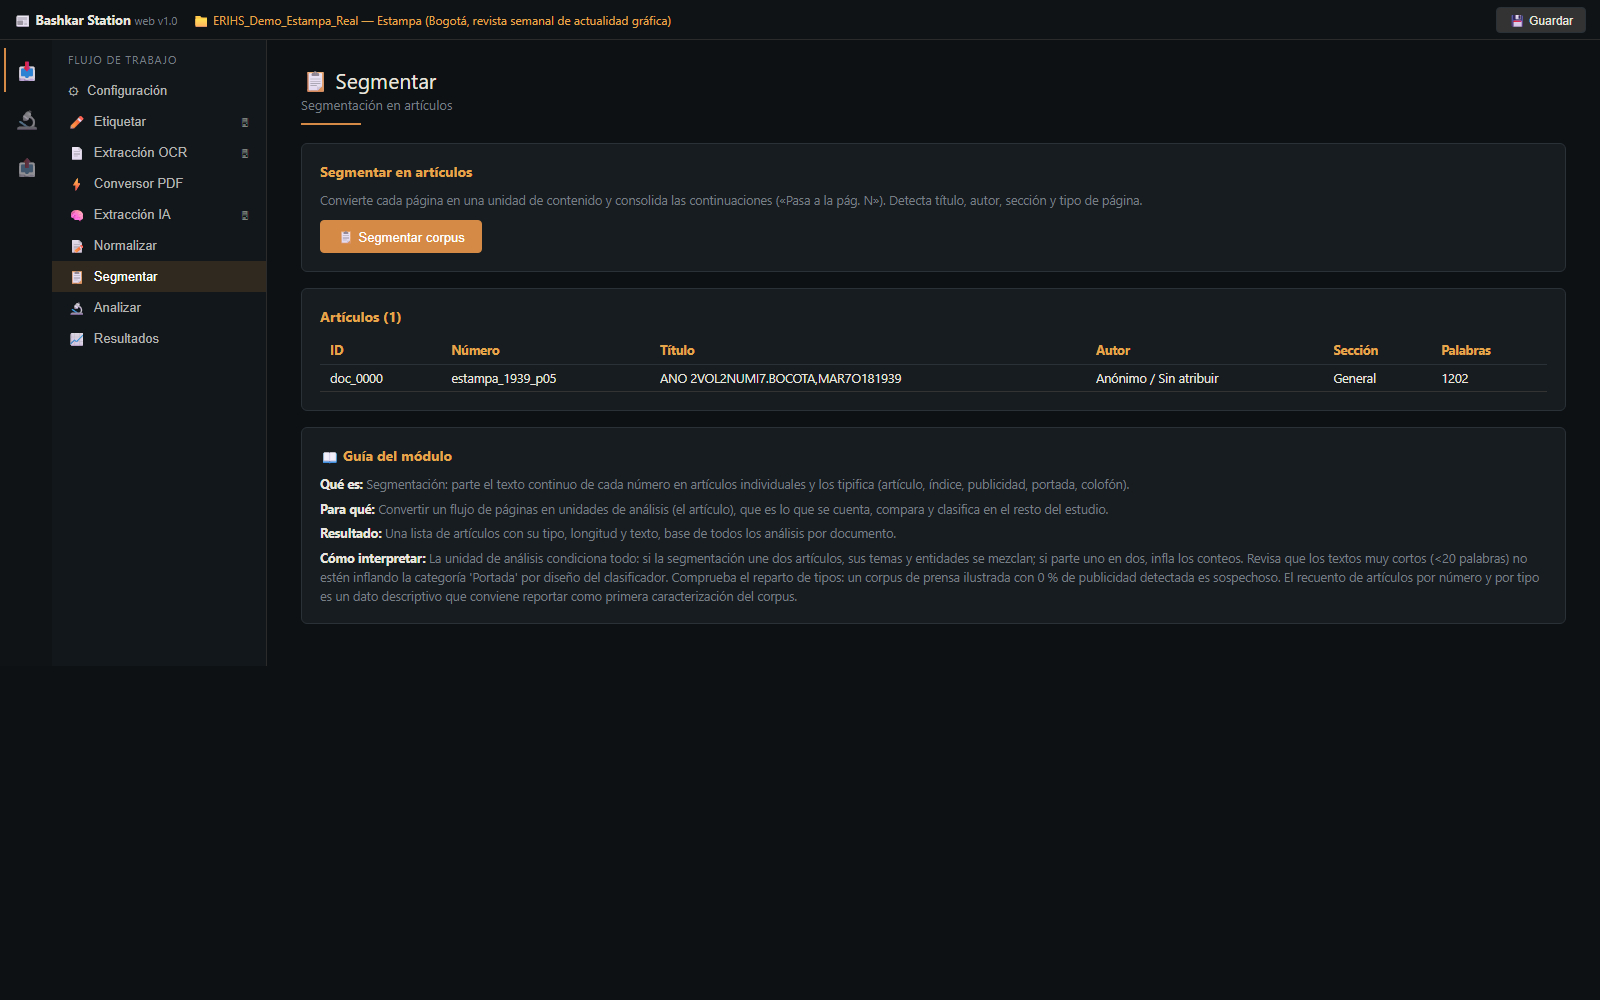 Bashkar Station web v1.0
ERIHS_Demo_Estampa_Real — Estampa (Bogotá, revista semanal de actualidad gráfica)
Guardar
FLUJO DE TRABAJO
Configuración
Etiquetar
Extracción OCR
Conversor PDF
Extracción IA
Normalizar
Segmentar
Analizar
Resultados
Segmentar
Segmentación en artículos
Segmentar en artículos
Convierte cada página en una unidad de contenido y consolida las continuaciones («Pasa a la pág. N»). Detecta título, autor, sección y tipo de página.
Segmentar corpus
Artículos (1)
ID Número Título Autor Sección Palabras
doc_0000 estampa_1939_p05 ANO 2VOL2NUMI7.BOCOTA,MAR7O181939 Anónimo / Sin atribuir General 1202
Guía del módulo
Qué es: Segmentación: parte el texto continuo de cada número en artículos individuales y los tipifica (artículo, índice, publicidad, portada, colofón).
Para qué: Convertir un flujo de páginas en unidades de análisis (el artículo), que es lo que se cuenta, compara y clasifica en el resto del estudio.
Resultado: Una lista de artículos con su tipo, longitud y texto, base de todos los análisis por documento.
Cómo interpretar: La unidad de análisis condiciona todo: si la segmentación une dos artículos, sus temas y entidades se mezclan; si parte uno en dos, infla los conteos. Revisa que los textos muy cortos (<20 palabras) no
estén inflando la categoría 'Portada' por diseño del clasificador. Comprueba el reparto de tipos: un corpus de prensa ilustrada con 0 % de publicidad detectada es sospechoso. El recuento de artículos por número y por tipo
es un dato descriptivo que conviene reportar como primera caracterización del corpus.